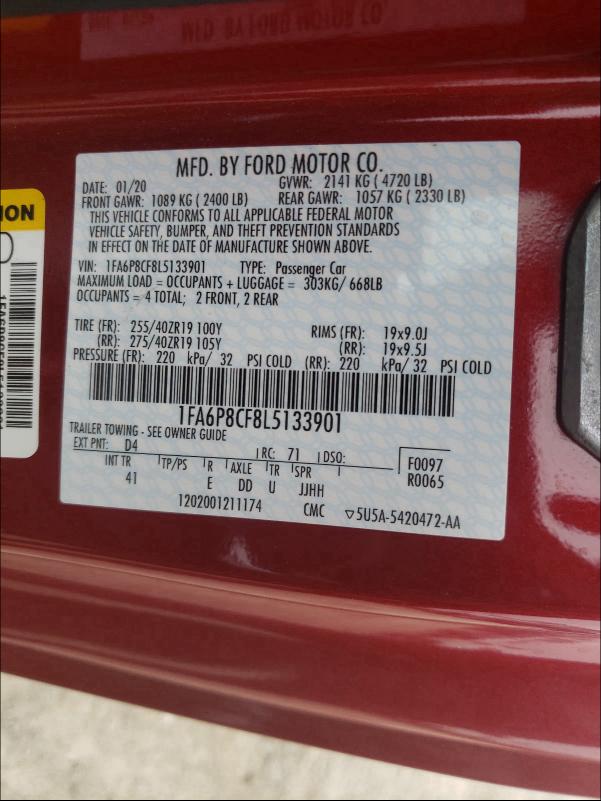 MFD. BY FORD MOTOR CO.
DATE: 01/20 GVWR: 2141 KG ( 4720 LB)
FRONT GAWR: 1089 KG ( 2400 LB) REAR GAWR: 1057 KG ( 2330 LB)
THIS VEHICLE CONFORMS TO ALL APPLICABLE FEDERAL MOTOR
VEHICLE SAFETY, BUMPER, AND THEFT PREVENTION STANDARDS
IN EFFECT ON THE DATE OF MANUFACTURE SHOWN ABOVE.
VIN: 1FA6P8CF8L5133901 TYPE: Passenger Car
MAXIMUM LOAD = OCCUPANTS + LUGGAGE = 303KG/ 668LB
OCCUPANTS = 4 TOTAL; 2 FRONT, 2 REAR
TIRE (FR): 255/40ZR19 100Y RIMS (FR): 19x9.0J
(RR): 275/40ZR19 105Y (RR): 19x9.5J
PRESSURE (FR): 220 kPa/ 32 PSI COLD (RR): 220 kPa/ 32 PSI COLD
1FA6P8CF8L5133901
TRAILER TOWING - SEE OWNER GUIDE
EXT PNT: D4 RC: 71 DSO: F0097
INT TR TP/PS R AXLE TR SPR R0065
41 E DD U JJHH
1202001211174 CMC ▽5U5A-5420472-AA
ION